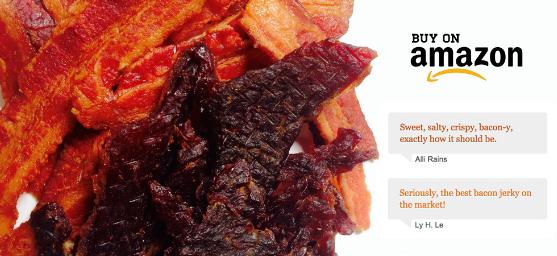 BUY ON
amazon
Sweet, salty, crispy, bacon-y,
exactly how it should be.
Alli Rains
Seriously, the best bacon jerky on
the market!
Ly H. Le